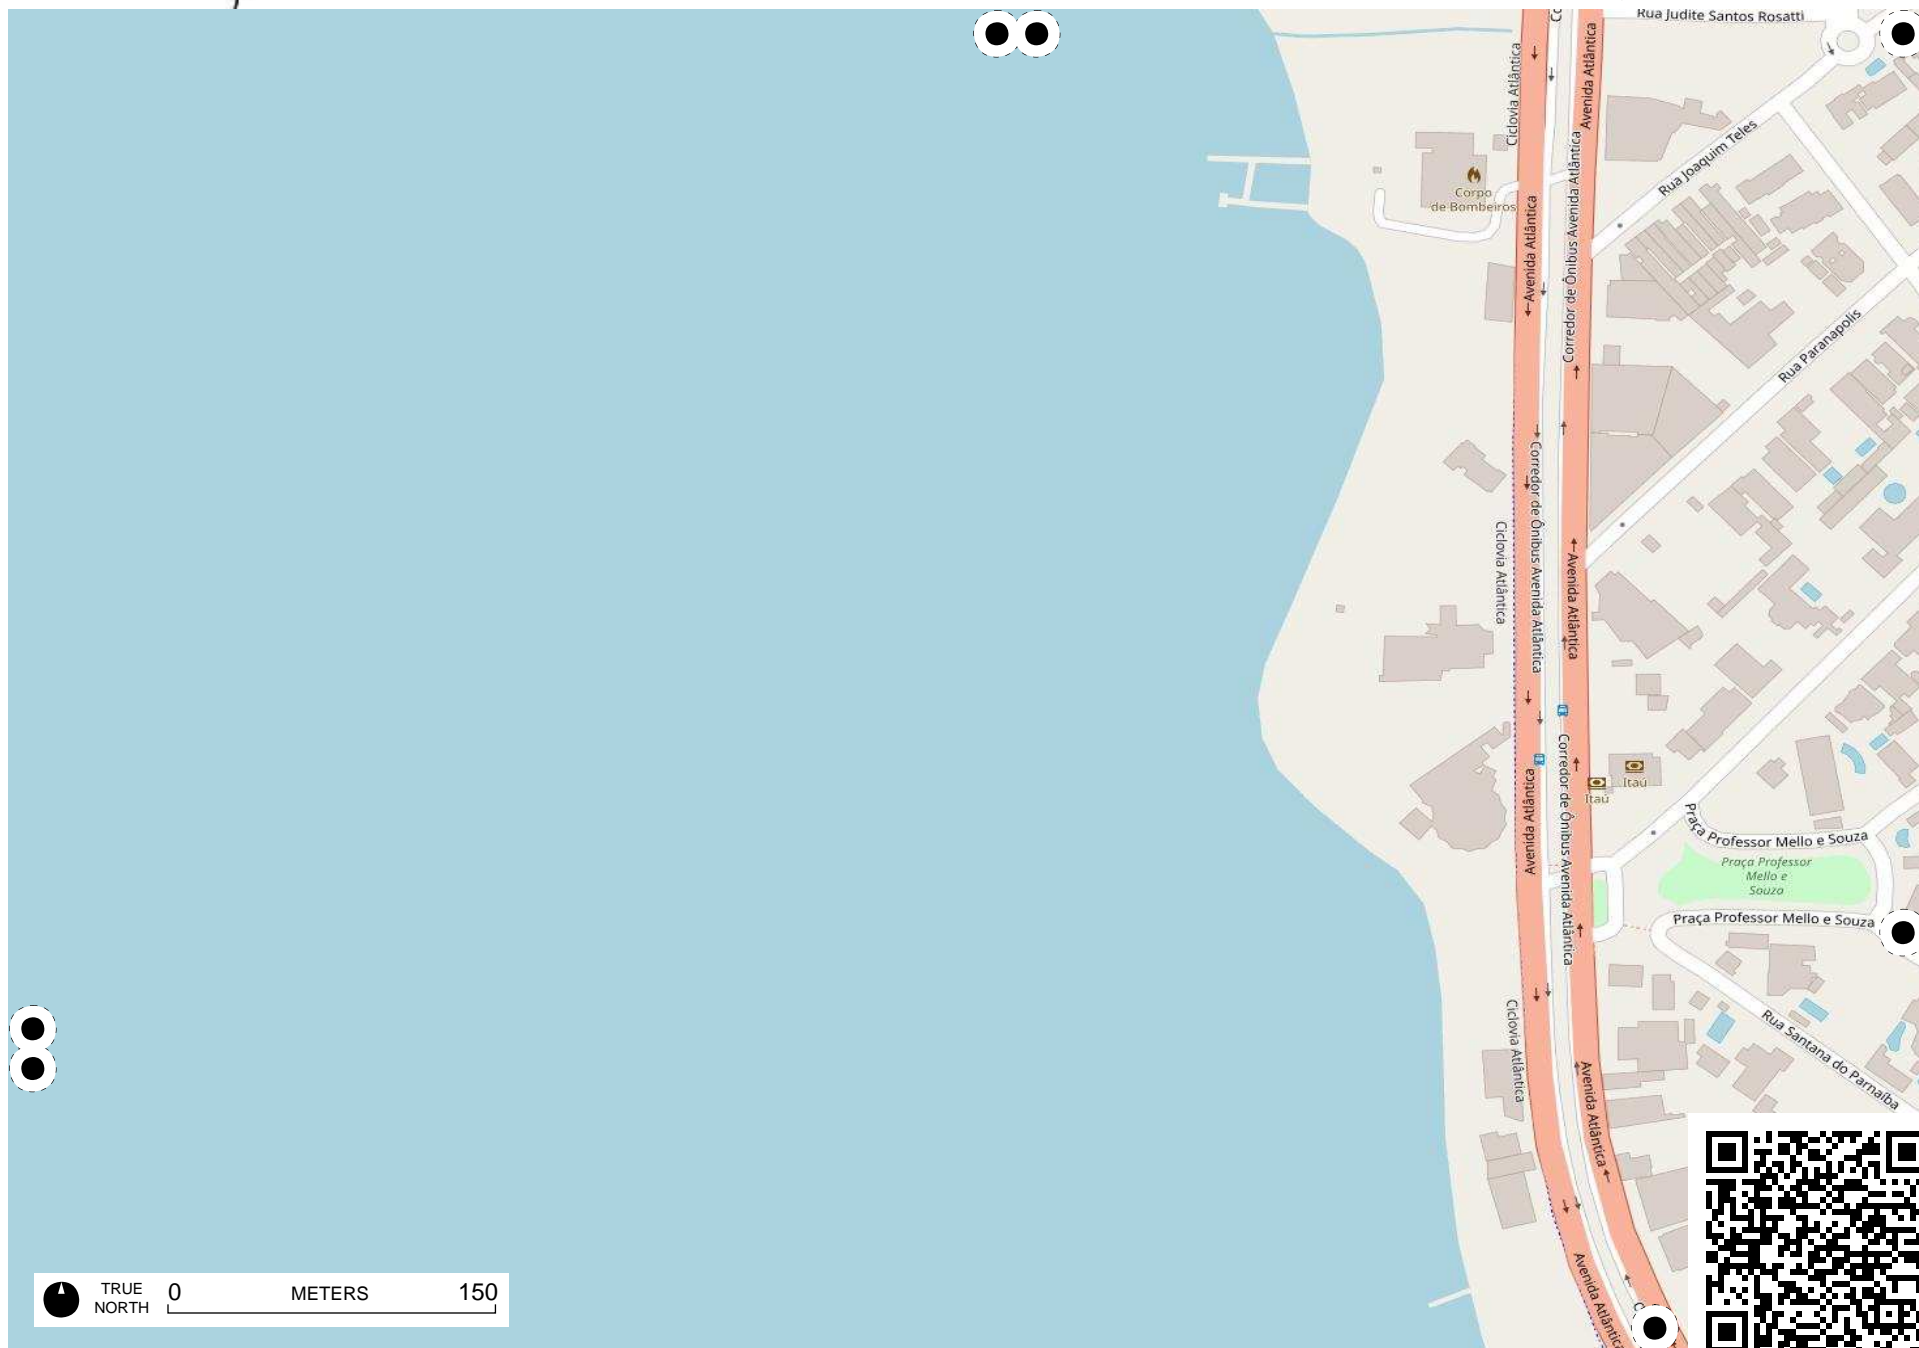 Rua Judite Santos Rosatti
Avenida Atlântica
Ciclovia Atlântica
Rua Joaquim Teles
Corredor de Ônibus Avenida Atlântica
Corpo
de Bombeiros
Avenida Atlântica
Rua Paranapolis
Corredor de Ônibus Avenida Atlântica
Ciclovia Atlântica
Avenida Atlântica
Corredor de Ônibus Avenida Atlântica
Avenida Atlântica
Itaú
Itaú
Praça Professor Mello e Souza
Praça Professor
Mello e
Souza
Praça Professor Mello e Souza
Ciclovia Atlântica
Rua Santana do Parnaíba
Avenida Atlântica
Avenida Atlântica
TRUE
NORTH
0 METERS 150